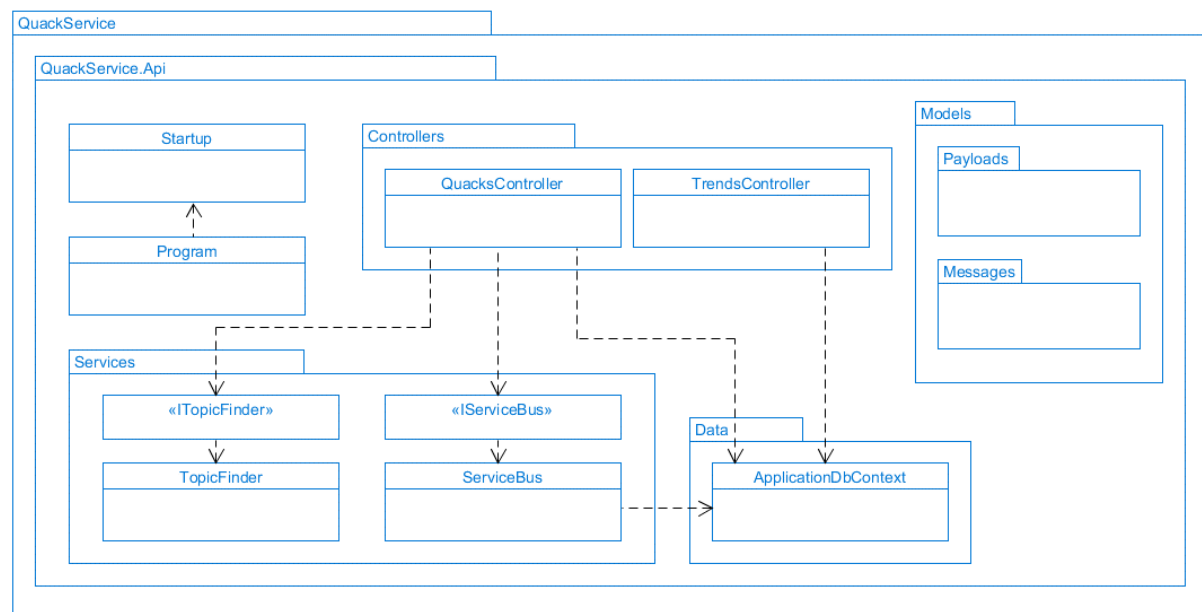 QuackService
QuackService.Api
Models
Startup
Controllers
Payloads
QuacksController
TrendsController
Program
Messages
Services
«ITopicFinder»
«IServiceBus»
Data
TopicFinder
ServiceBus
ApplicationDbContext